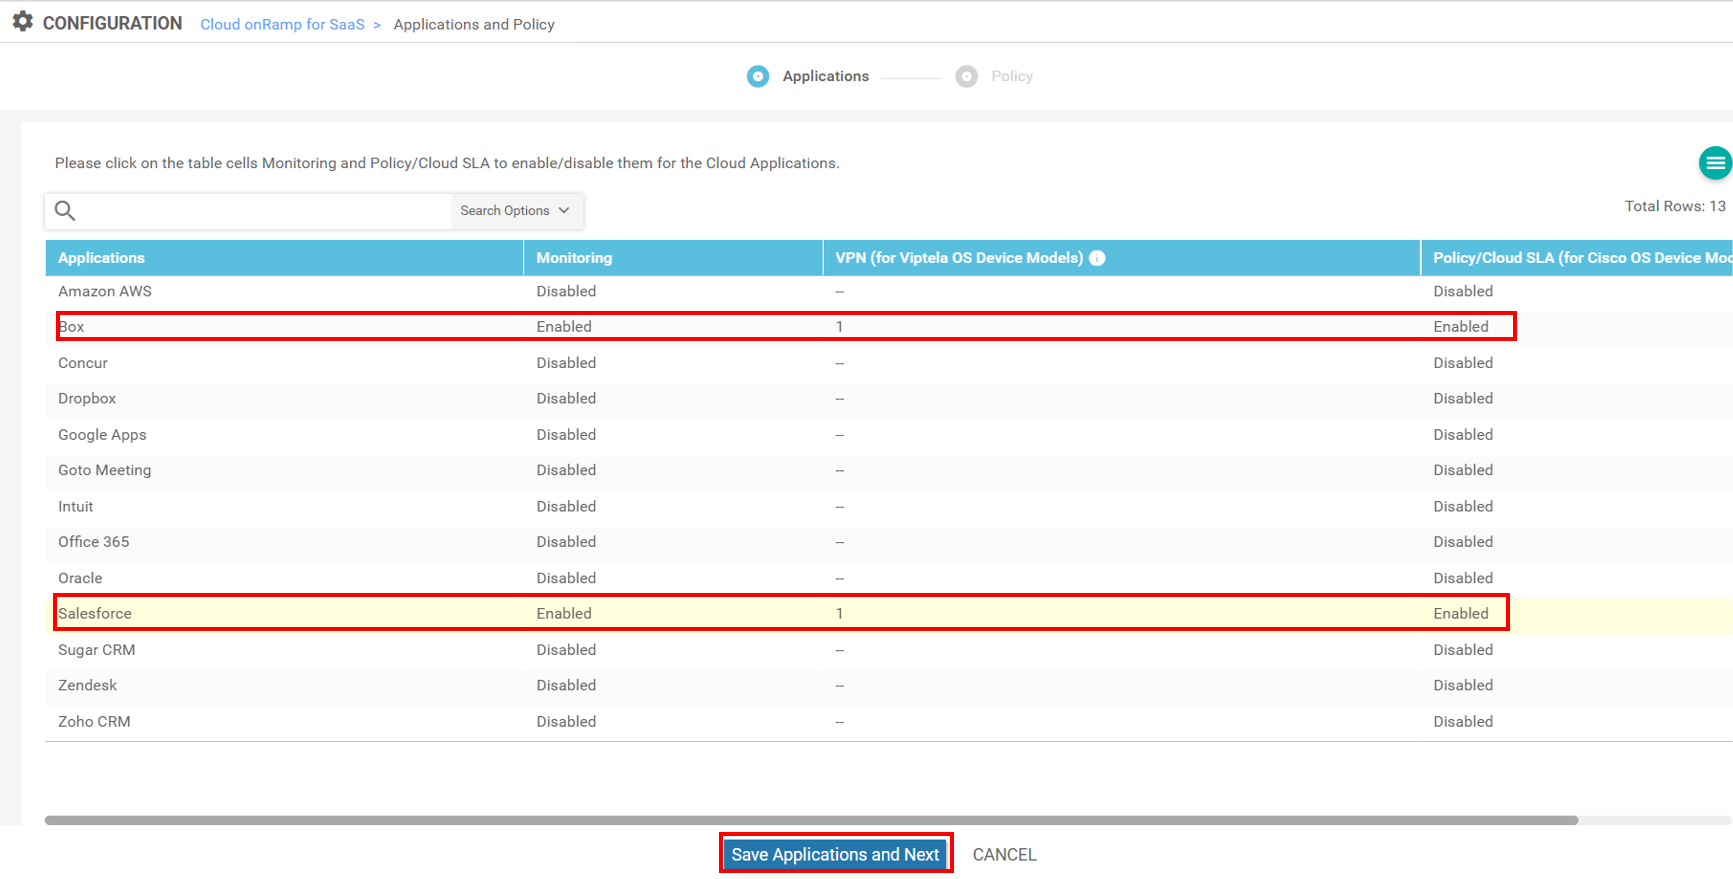 CONFIGURATION Cloud onRamp for SaaS > Applications and Policy
Applications Policy
Please click on the table cells Monitoring and Policy/Cloud SLA to enable/disable them for the Cloud Applications.
Search Options
Total Rows: 13
Applications Monitoring VPN (for Viptela OS Device Models) Policy/Cloud SLA (for Cisco OS Device Mod
Amazon AWS Disabled -- Disabled
Box Enabled 1 Enabled
Concur Disabled -- Disabled
Dropbox Disabled -- Disabled
Google Apps Disabled -- Disabled
Goto Meeting Disabled -- Disabled
Intuit Disabled -- Disabled
Office 365 Disabled -- Disabled
Oracle Disabled -- Disabled
Salesforce Enabled 1 Enabled
Sugar CRM Disabled -- Disabled
Zendesk Disabled -- Disabled
Zoho CRM Disabled -- Disabled
Save Applications and Next CANCEL